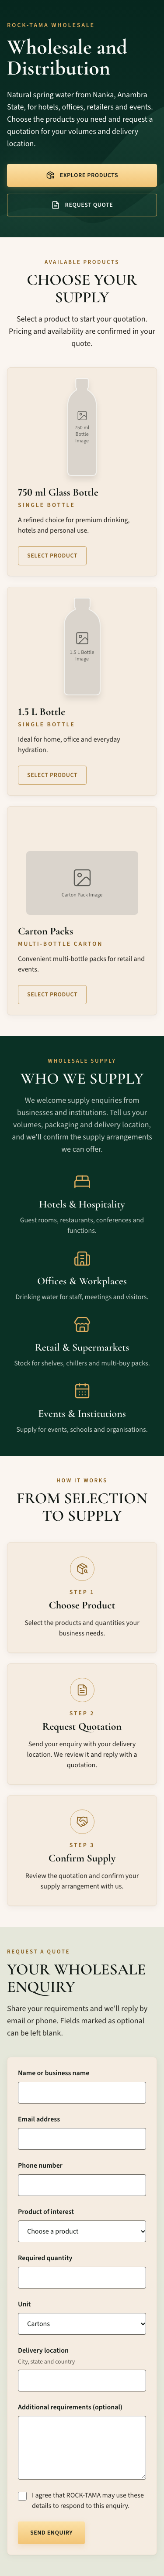 ROCK-TAMA WHOLESALE
Wholesale and
Distribution
Natural spring water from Nanka, Anambra
State, for hotels, offices, retailers and events.
Choose the products you need and request a
quotation for your volumes and delivery
location.
EXPLORE PRODUCTS
REQUEST QUOTE
AVAILABLE PRODUCTS
CHOOSE YOUR
SUPPLY
Select a product to start your quotation.
Pricing and availability are confirmed in your
quote.
750 ml
Bottle
Image
750 ml Glass Bottle
SINGLE BOTTLE
A refined choice for premium drinking,
hotels and personal use.
SELECT PRODUCT
1.5 L Bottle
Image
1.5 L Bottle
SINGLE BOTTLE
Ideal for home, office and everyday
hydration.
SELECT PRODUCT
Carton Pack Image
Carton Packs
MULTI-BOTTLE CARTON
Convenient multi-bottle packs for retail and
events.
SELECT PRODUCT
WHOLESALE SUPPLY
WHO WE SUPPLY
We welcome supply enquiries from
businesses and institutions. Tell us your
volumes, packaging and delivery location,
and we'll confirm the supply arrangements
we can offer.
Hotels & Hospitality
Guest rooms, restaurants, conferences and
functions.
Offices & Workplaces
Drinking water for staff, meetings and visitors.
Retail & Supermarkets
Stock for shelves, chillers and multi-buy packs.
Events & Institutions
Supply for events, schools and organisations.
HOW IT WORKS
FROM SELECTION
TO SUPPLY
STEP 1
Choose Product
Select the products and quantities your
business needs.
STEP 2
Request Quotation
Send your enquiry with your delivery
location. We review it and reply with a
quotation.
STEP 3
Confirm Supply
Review the quotation and confirm your
supply arrangement with us.
REQUEST A QUOTE
YOUR WHOLESALE
ENQUIRY
Share your requirements and we'll reply by
email or phone. Fields marked as optional
can be left blank.
Name or business name
Email address
Phone number
Product of interest
Choose a product
Required quantity
Unit
Cartons
Delivery location
City, state and country
Additional requirements (optional)
I agree that ROCK-TAMA may use these
details to respond to this enquiry.
SEND ENQUIRY